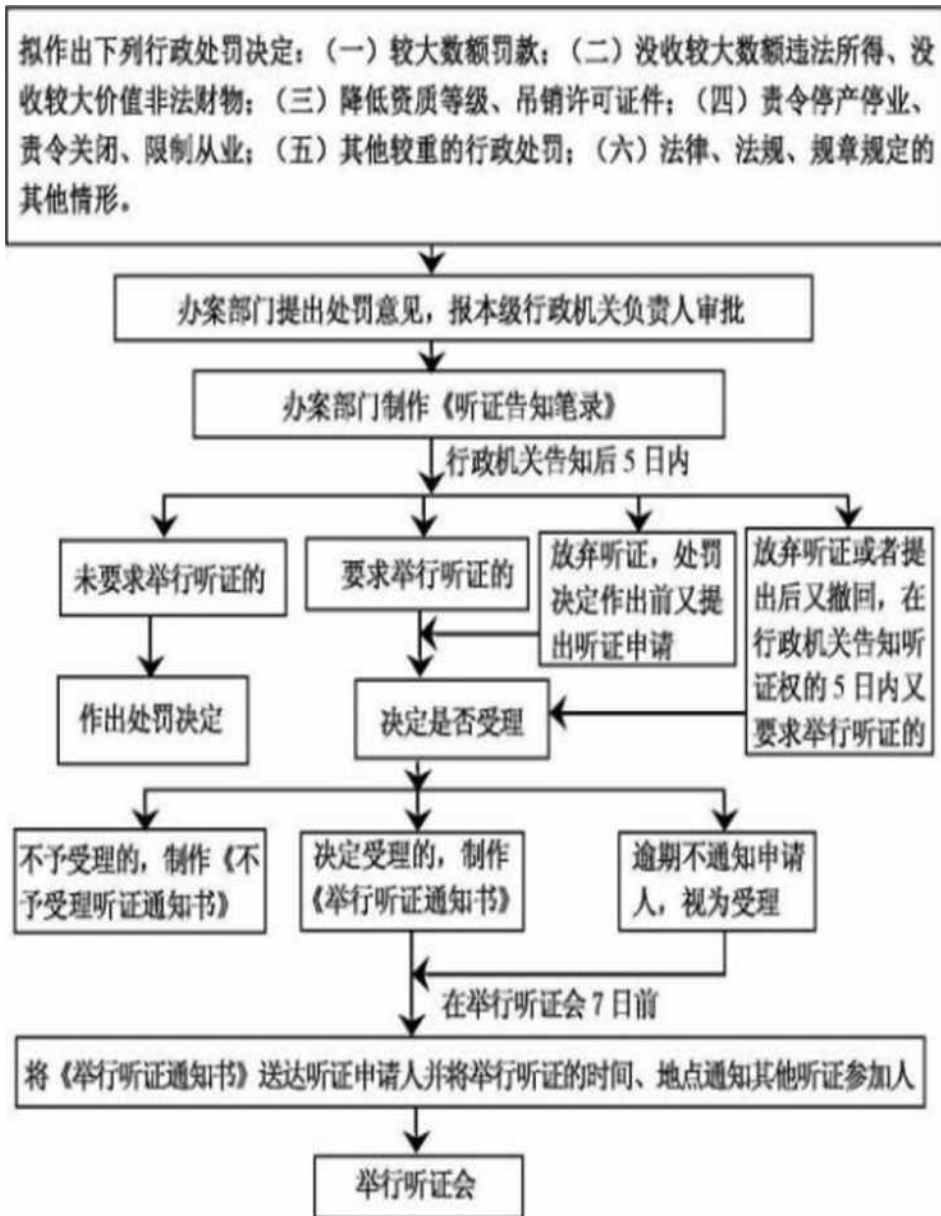 拟作出下列行政处罚决定：（一）较大数额罚款；（二）没收较大数额违法所得、没
收较大价值非法财物；（三）降低资质等级、吊销许可证件；（四）责令停产停业、
责令关闭、限制从业；（五）其他较重的行政处罚；（六）法律、法规、规章规定的
其他情形。
办案部门提出处罚意见，报本级行政机关负责人审批
办案部门制作《听证告知笔录》
行政机关告知后 5 日内
未要求举行听证的
要求举行听证的
放弃听证，处罚
决定作出前又提
出听证申请
放弃听证或者提
出后又撤回，在
行政机关告知听
证权的 5 日内又
要求举行听证的
作出处罚决定
决定是否受理
不予受理的，制作《不
予受理听证通知书》
决定受理的，制作
《举行听证通知书》
逾期不通知申请
人，视为受理
在举行听证会 7 日前
将《举行听证通知书》送达听证申请人并将举行听证的时间、地点通知其他听证参加人
举行听证会